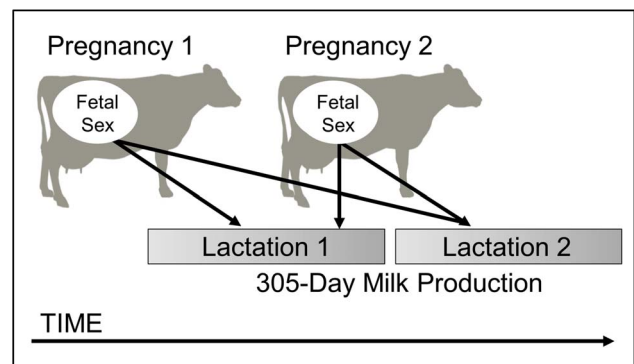 Pregnancy 1
Pregnancy 2
Fetal
Sex
Fetal
Sex
Lactation 1
Lactation 2
305-Day Milk Production
TIME